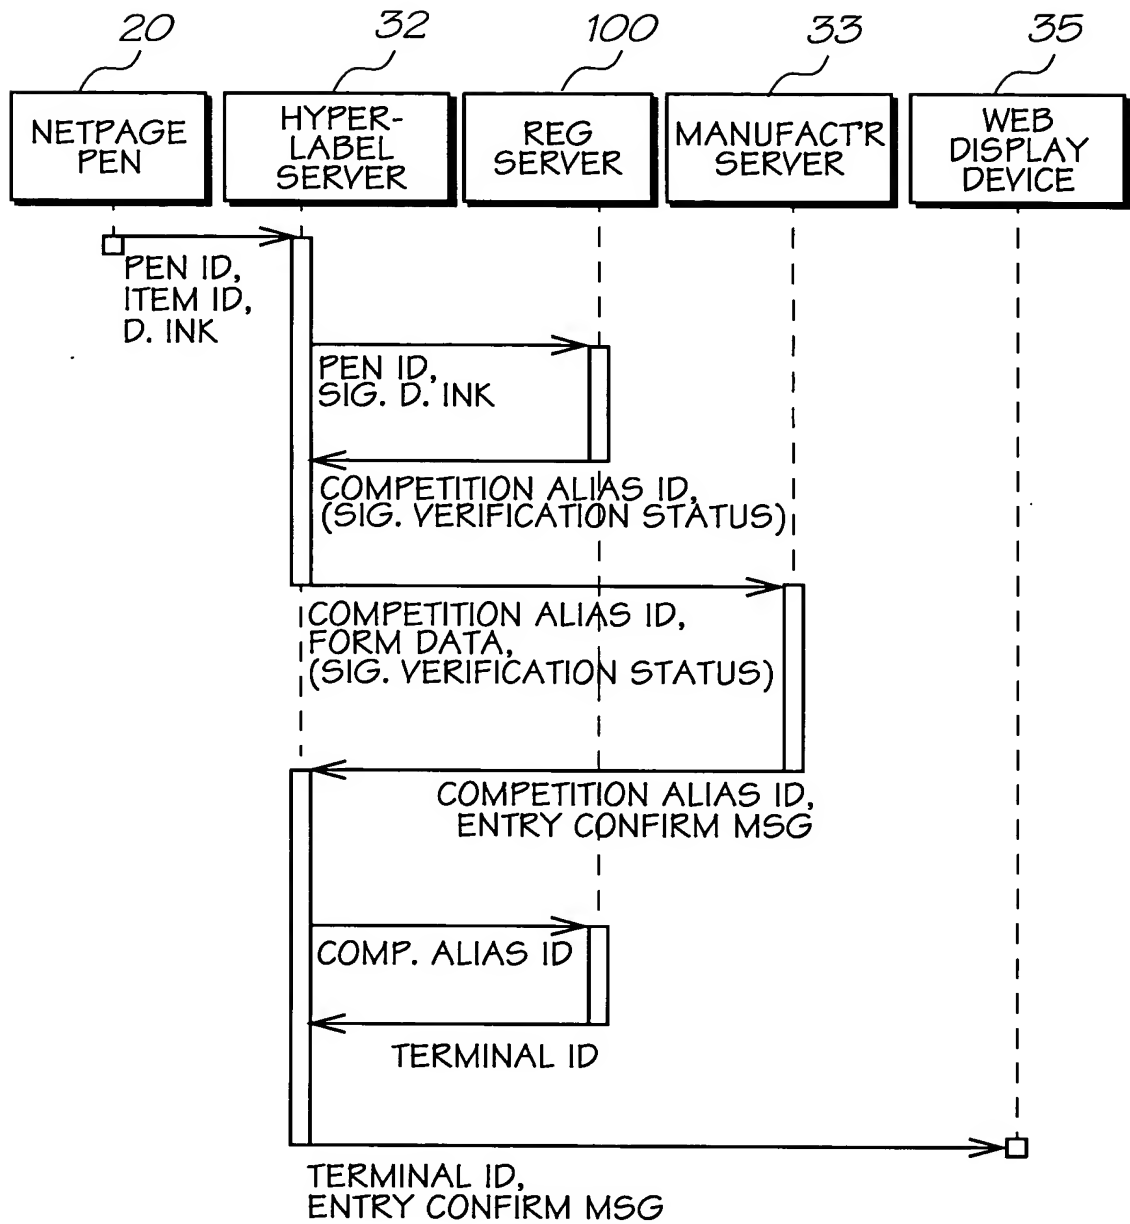 20
32
100
33
35
NETPAGE
PEN
HYPER-
LABEL
SERVER
REG
SERVER
MANUFACT'R
SERVER
WEB
DISPLAY
DEVICE
PEN ID,
ITEM ID,
D. INK
PEN ID,
SIG. D. INK
COMPETITION ALIAS ID,
(SIG. VERIFICATION STATUS)
COMPETITION ALIAS ID,
FORM DATA,
(SIG. VERIFICATION STATUS)
COMPETITION ALIAS ID,
ENTRY CONFIRM MSG
COMP. ALIAS ID
TERMINAL ID
TERMINAL ID,
ENTRY CONFIRM MSG